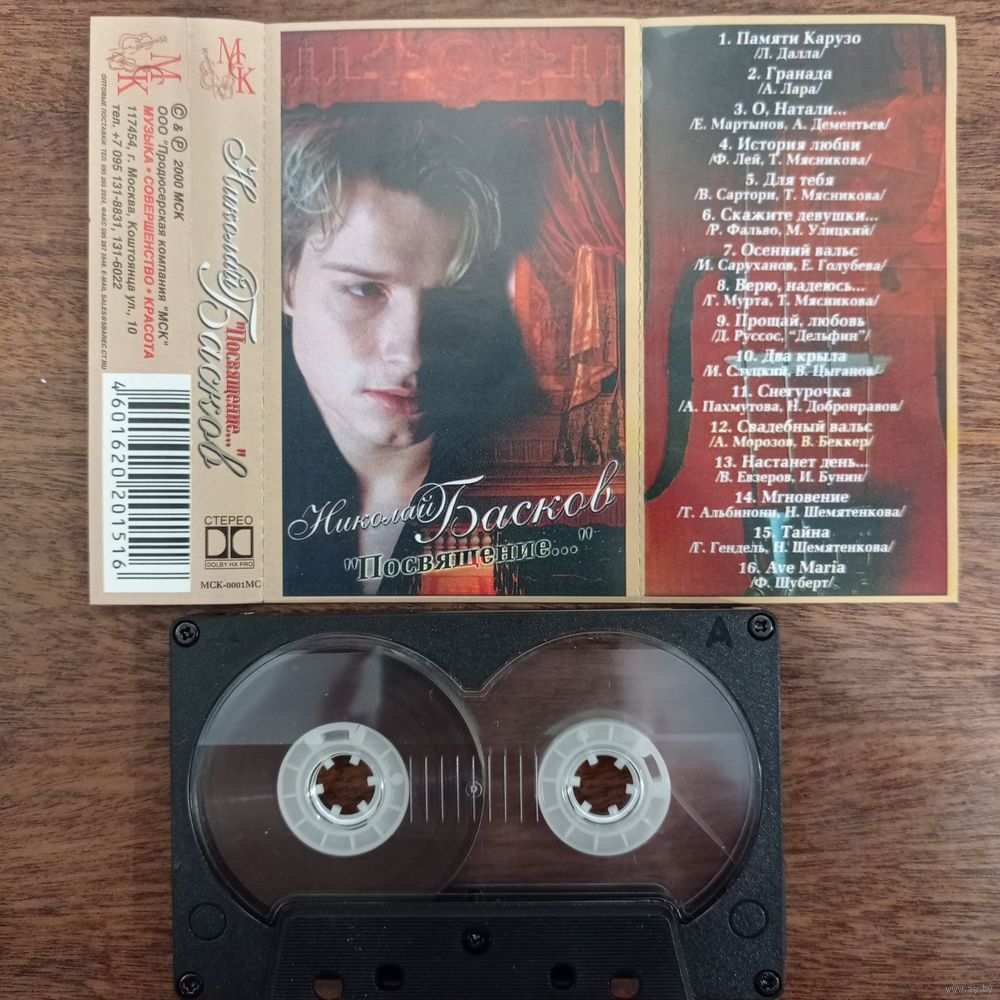 МСК
© & ℗ 2000 МСК
ООО "Продюсерская компания "МСК"
МУЗЫКА • СОВЕРШЕНСТВО • КРАСОТА
117454, г. Москва, Коштоянца ул., 10
тел. +7 095 131-8831, 131-6022
4 601620 201516
МСК
Николай Басков
"Посвящение..."
СТЕРЕО
DOLBY HX PRO
МСК-0001МС
Николай Басков
"Посвящение..."
1. Памяти Карузо
/Л. Далла/
2. Гранада
/А. Лара/
3. О, Натали...
/Е. Мартынов, А. Дементьев/
4. История любви
/Ф. Лей, Т. Мясникова/
5. Для тебя
/В. Сартори, Т. Мясникова/
6. Скажите девушки...
/Р. Фальво, М. Улицкий/
7. Осенний вальс
/И. Саруханов, Е. Голубева/
8. Верю, надеюсь...
/Г. Мурта, Т. Мясникова/
9. Прощай, любовь
/Д. Руссос, "Дельфин"/
10. Два крыла
/И. Слуцкий, В. Цыганов/
11. Снегурочка
/А. Пахмутова, Н. Добронравов/
12. Свадебный вальс
/А. Морозов, В. Беккер/
13. Настанет день...
/В. Евзеров, И. Бунин/
14. Мгновение
/Т. Альбинони, Н. Шемятенкова/
15. Тайна
/Г. Гендель, Н. Шемятенкова/
16. Ave Maria
/Ф. Шуберт/
A
www.ay.by